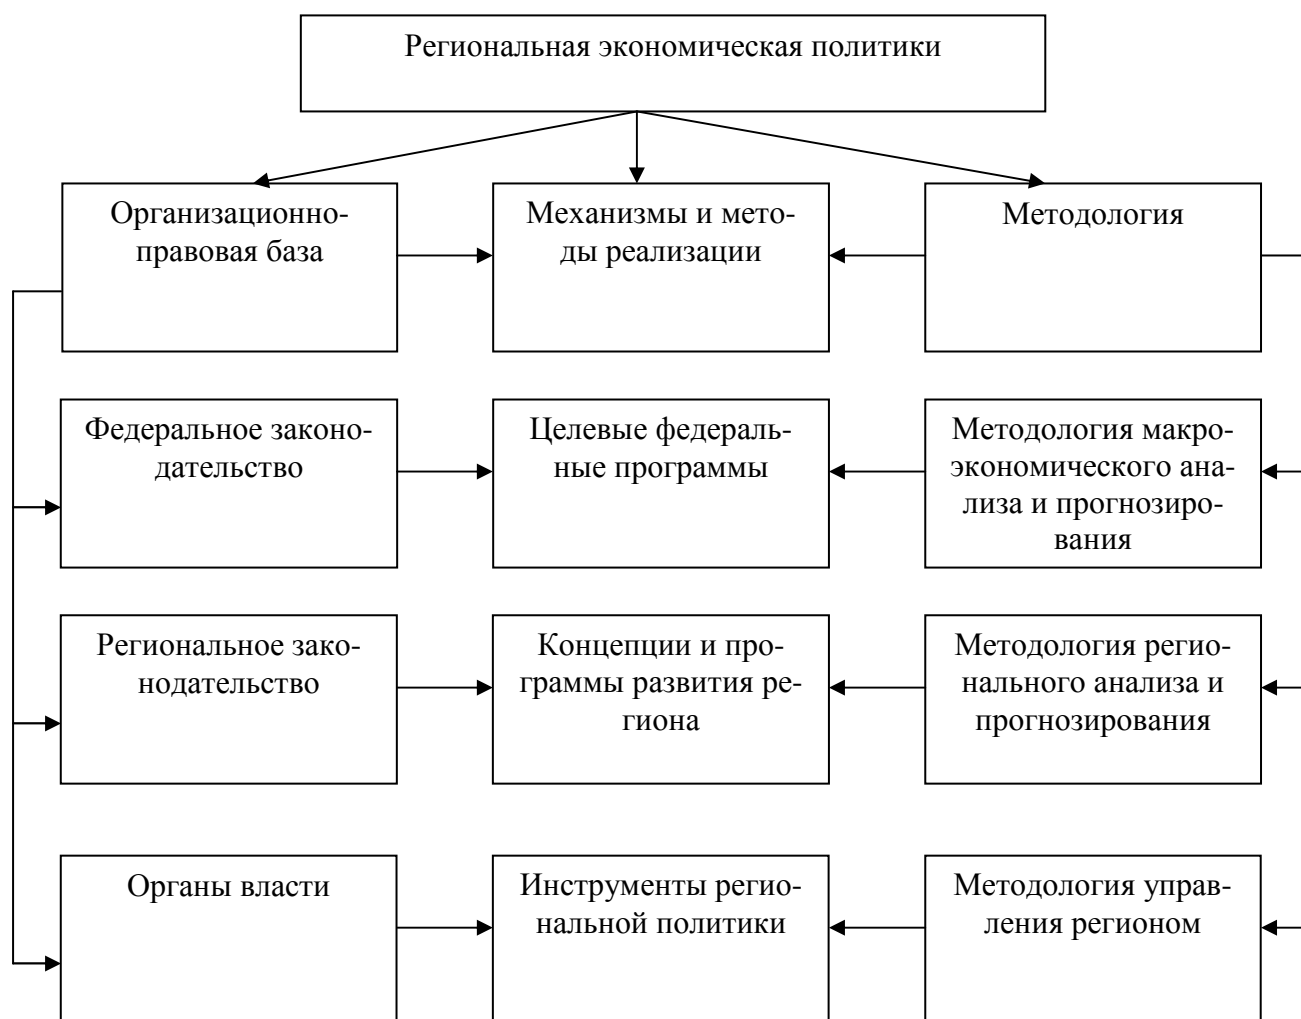 Региональная экономическая политики
Организационно-
правовая база
Механизмы и мето-
ды реализации
Методология
Федеральное законо-
дательство
Целевые федераль-
ные программы
Методология макро-
экономического ана-
лиза и прогнозиро-
вания
Региональное зако-
нодательство
Концепции и про-
граммы развития ре-
гиона
Методология регио-
нального анализа и
прогнозирования
Органы власти
Инструменты регио-
нальной политики
Методология управ-
ления регионом